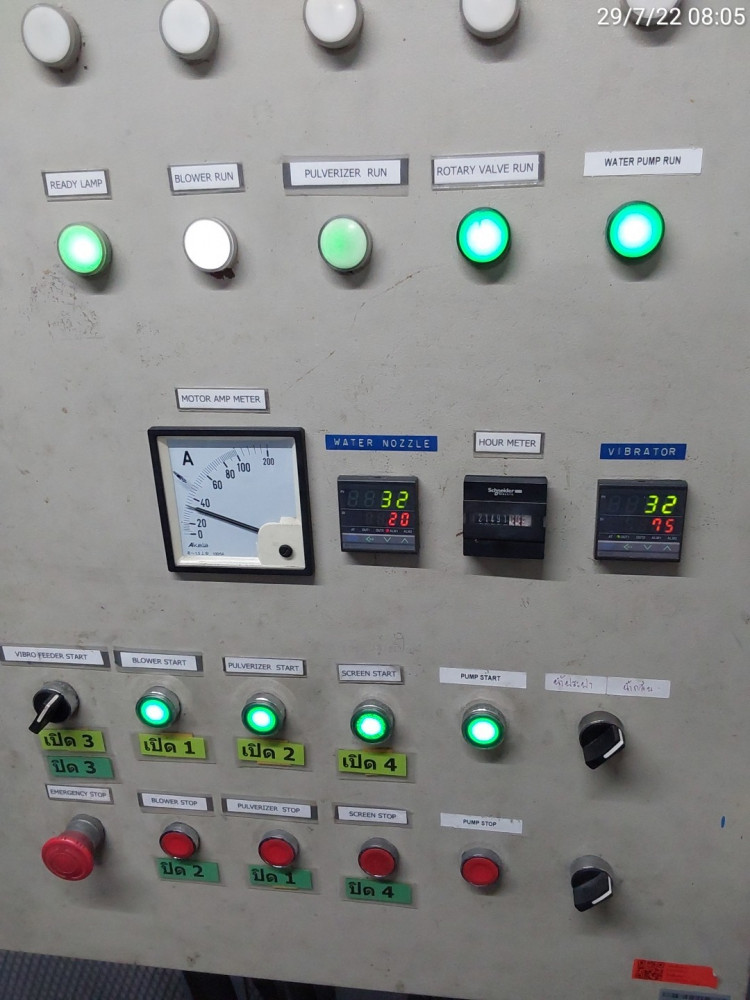 29/7/22 08:05
READY LAMP
BLOWER RUN
PULVERIZER RUN
ROTARY VALVE RUN
WATER PUMP RUN
MOTOR AMP METER
A
200
100
80
60
40
20
0
WATER NOZZLE
32
20
HOUR METER
Schneider
VIBRATOR
32
75
VIBRO FEEDER START
BLOWER START
PULVERIZER START
SCREEN START
PUMP START
เปิด 3
เปิด 1
เปิด 2
เปิด 4
ปิด 3
EMERGENCY STOP
BLOWER STOP
PULVERIZER STOP
SCREEN STOP
PUMP STOP
ปิด 2
ปิด 1
ปิด 4